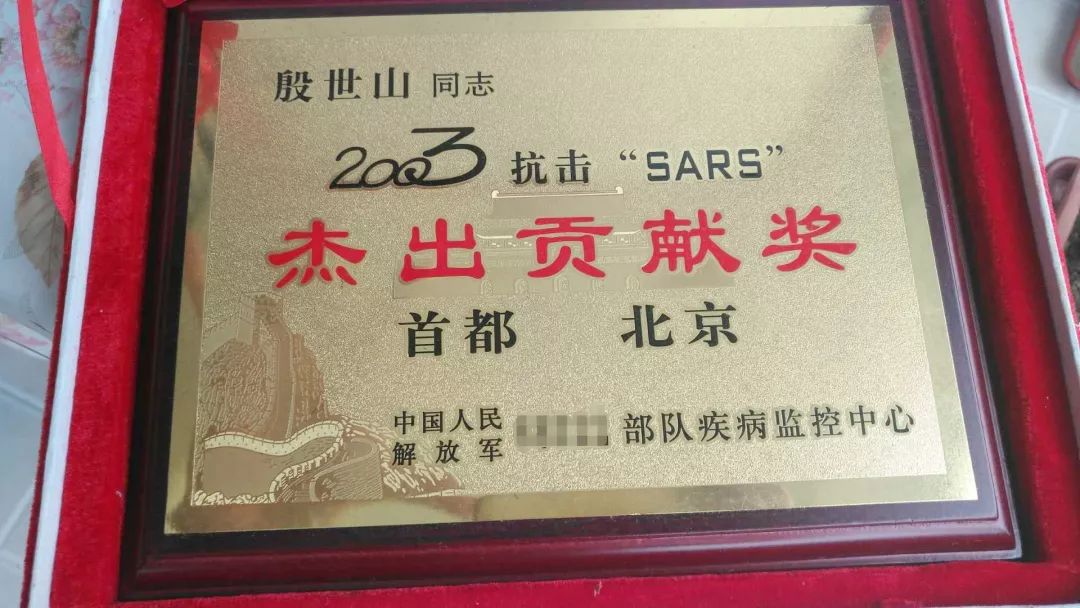 殷世山 同志
2003 抗击“SARS”
杰出贡献奖
首都 北京
中国人民
解放军 部队疾病监控中心